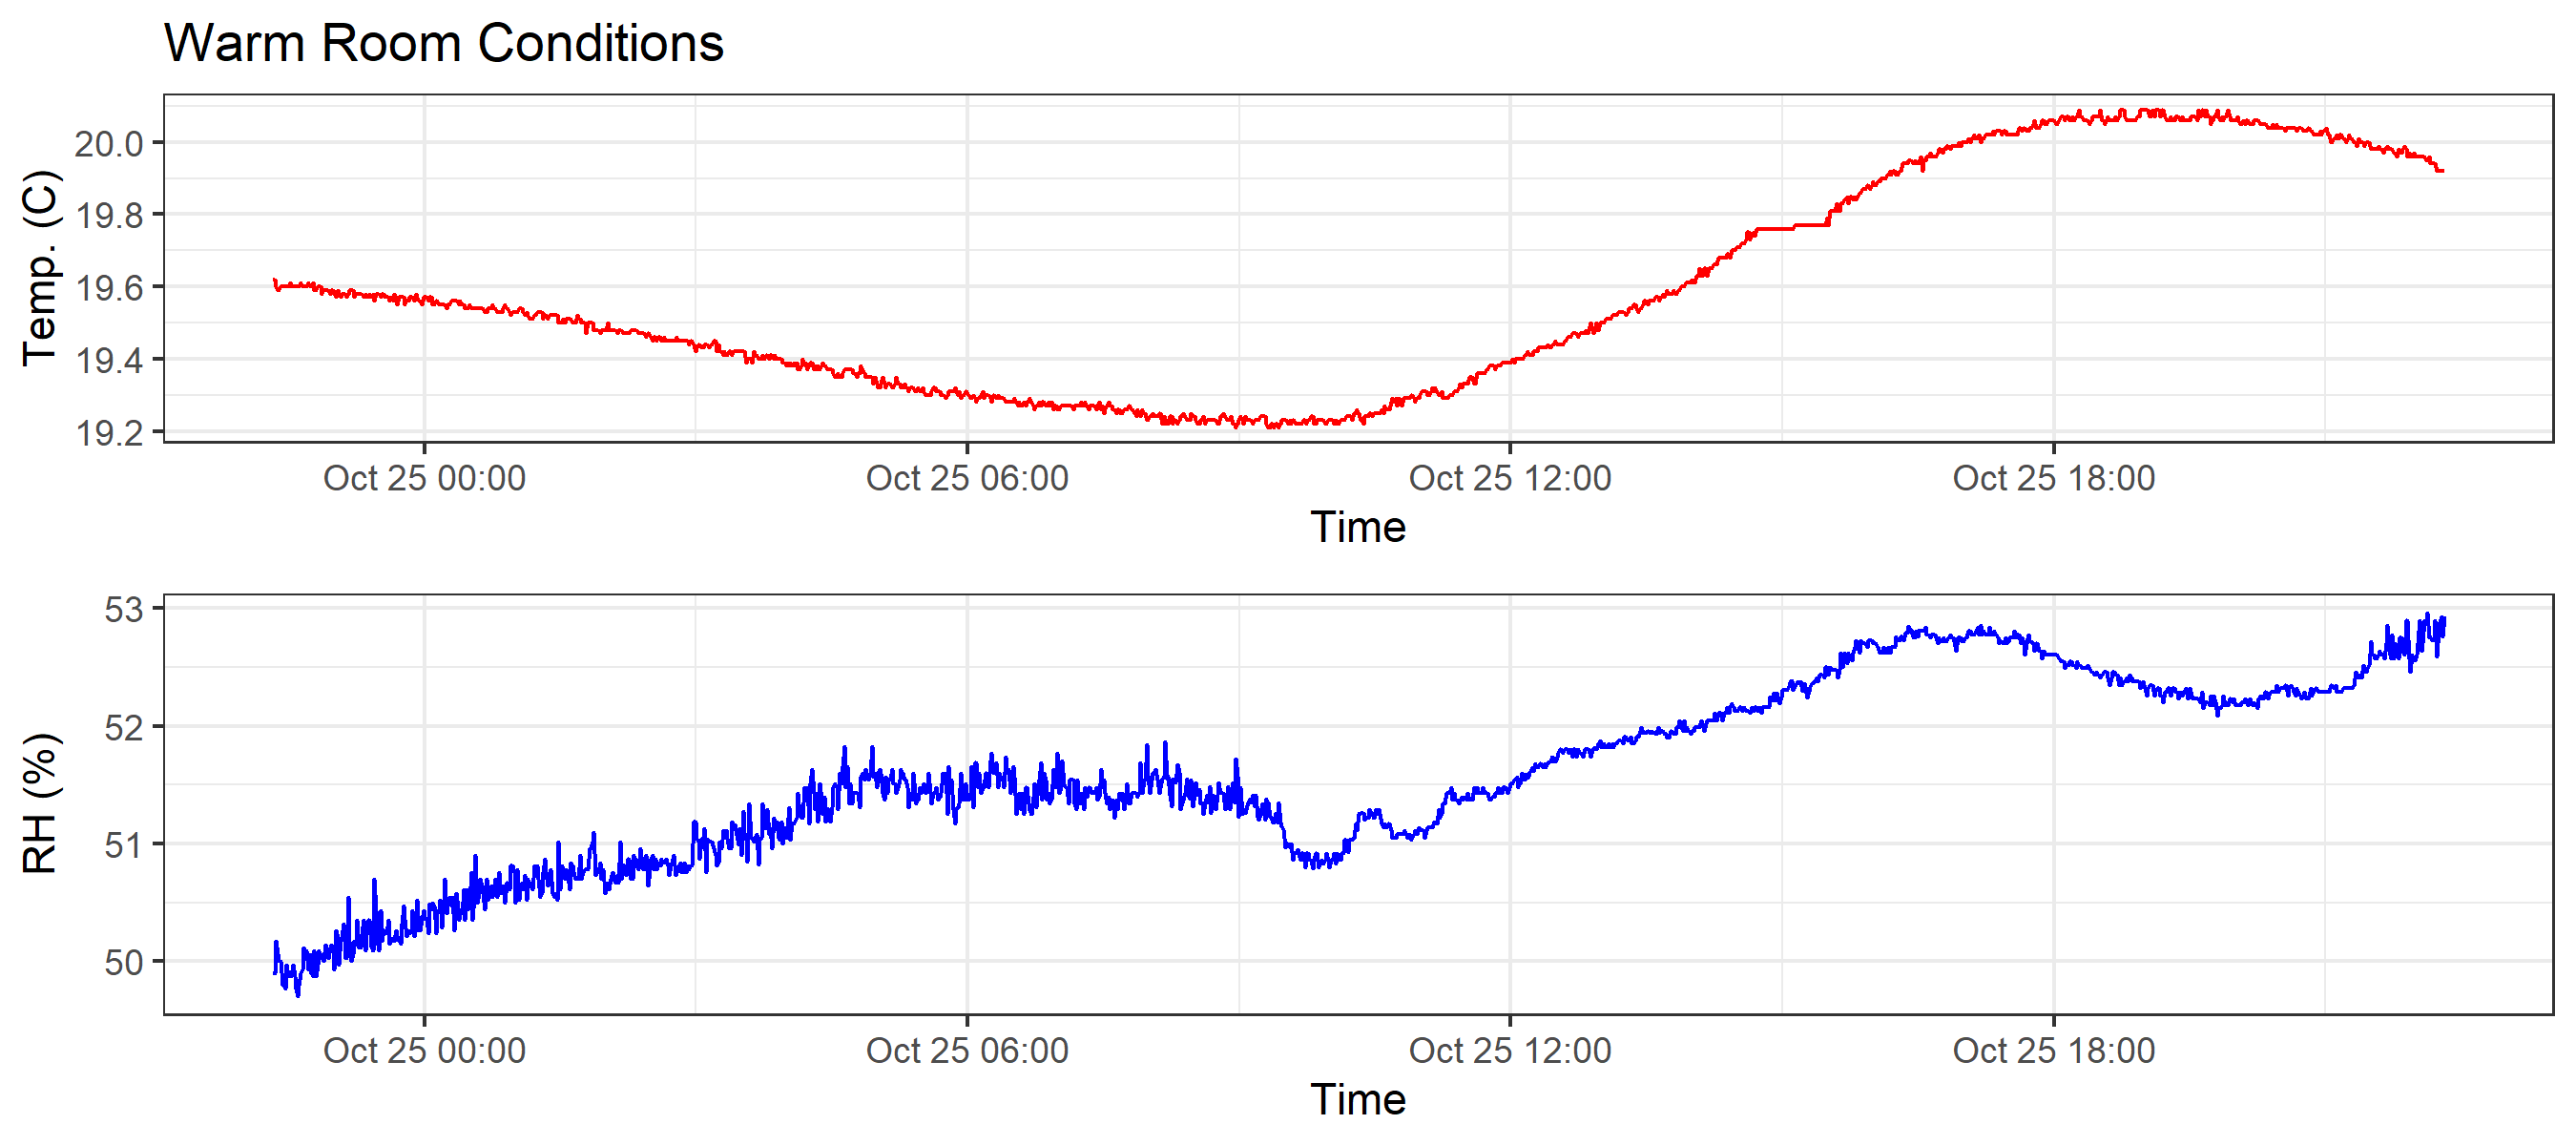 Warm Room Conditions
20.0
19.8
19.6
19.4
19.2
Temp. (C)
Oct 25 00:00 Oct 25 06:00 Oct 25 12:00 Oct 25 18:00
Time
53
52
51
50
RH (%)
Oct 25 00:00 Oct 25 06:00 Oct 25 12:00 Oct 25 18:00
Time